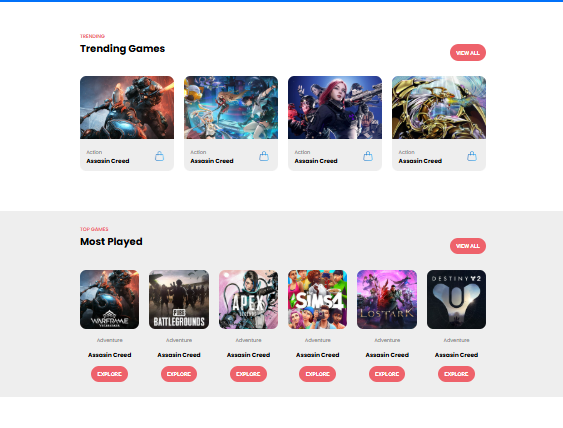 TRENDING
Trending Games
VIEW ALL
Action
Assasin Creed
Action
Assasin Creed
Action
Assasin Creed
Action
Assasin Creed
TOP GAMES
Most Played
VIEW ALL
WARFRAME
PUBG
BATTLEGROUNDS
APEX
LEGENDS
THE SIMS 4
LOST ARK
DESTINY 2
Adventure
Adventure
Adventure
Adventure
Adventure
Adventure
Assasin Creed
Assasin Creed
Assasin Creed
Assasin Creed
Assasin Creed
Assasin Creed
EXPLORE
EXPLORE
EXPLORE
EXPLORE
EXPLORE
EXPLORE